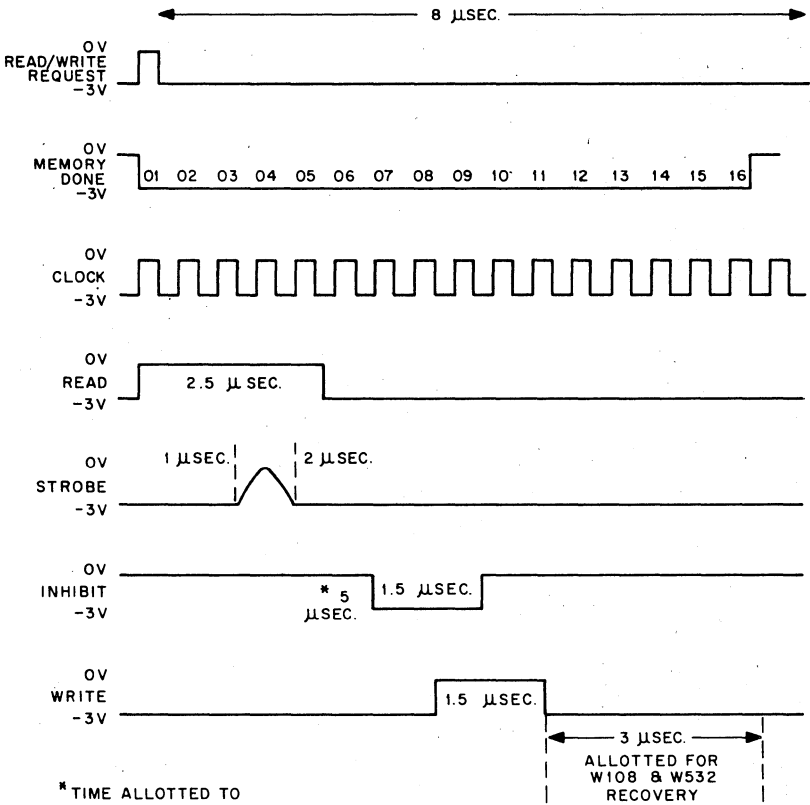 8 µSEC.
0V
READ/WRITE
REQUEST
-3V
0V
MEMORY
DONE
-3V
01 02 03 04 05 06 07 08 09 10 11 12 13 14 15 16
0V
CLOCK
-3V
0V
READ
-3V
2.5 µ SEC.
1 µSEC. 2 µSEC.
0V
STROBE
-3V
0V
INHIBIT
-3V
* 5
µSEC.
1.5 µSEC.
0V
WRITE
-3V
1.5 µSEC.
3 µSEC.
ALLOTTED FOR
W108 & W532
RECOVERY
*TIME ALLOTTED TO